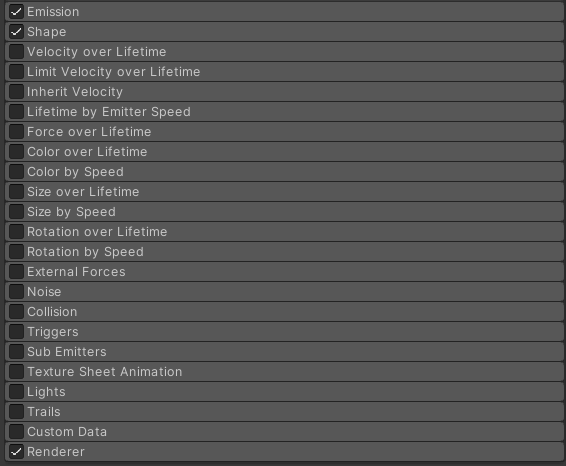 Emission
Shape
Velocity over Lifetime
Limit Velocity over Lifetime
Inherit Velocity
Lifetime by Emitter Speed
Force over Lifetime
Color over Lifetime
Color by Speed
Size over Lifetime
Size by Speed
Rotation over Lifetime
Rotation by Speed
External Forces
Noise
Collision
Triggers
Sub Emitters
Texture Sheet Animation
Lights
Trails
Custom Data
Renderer